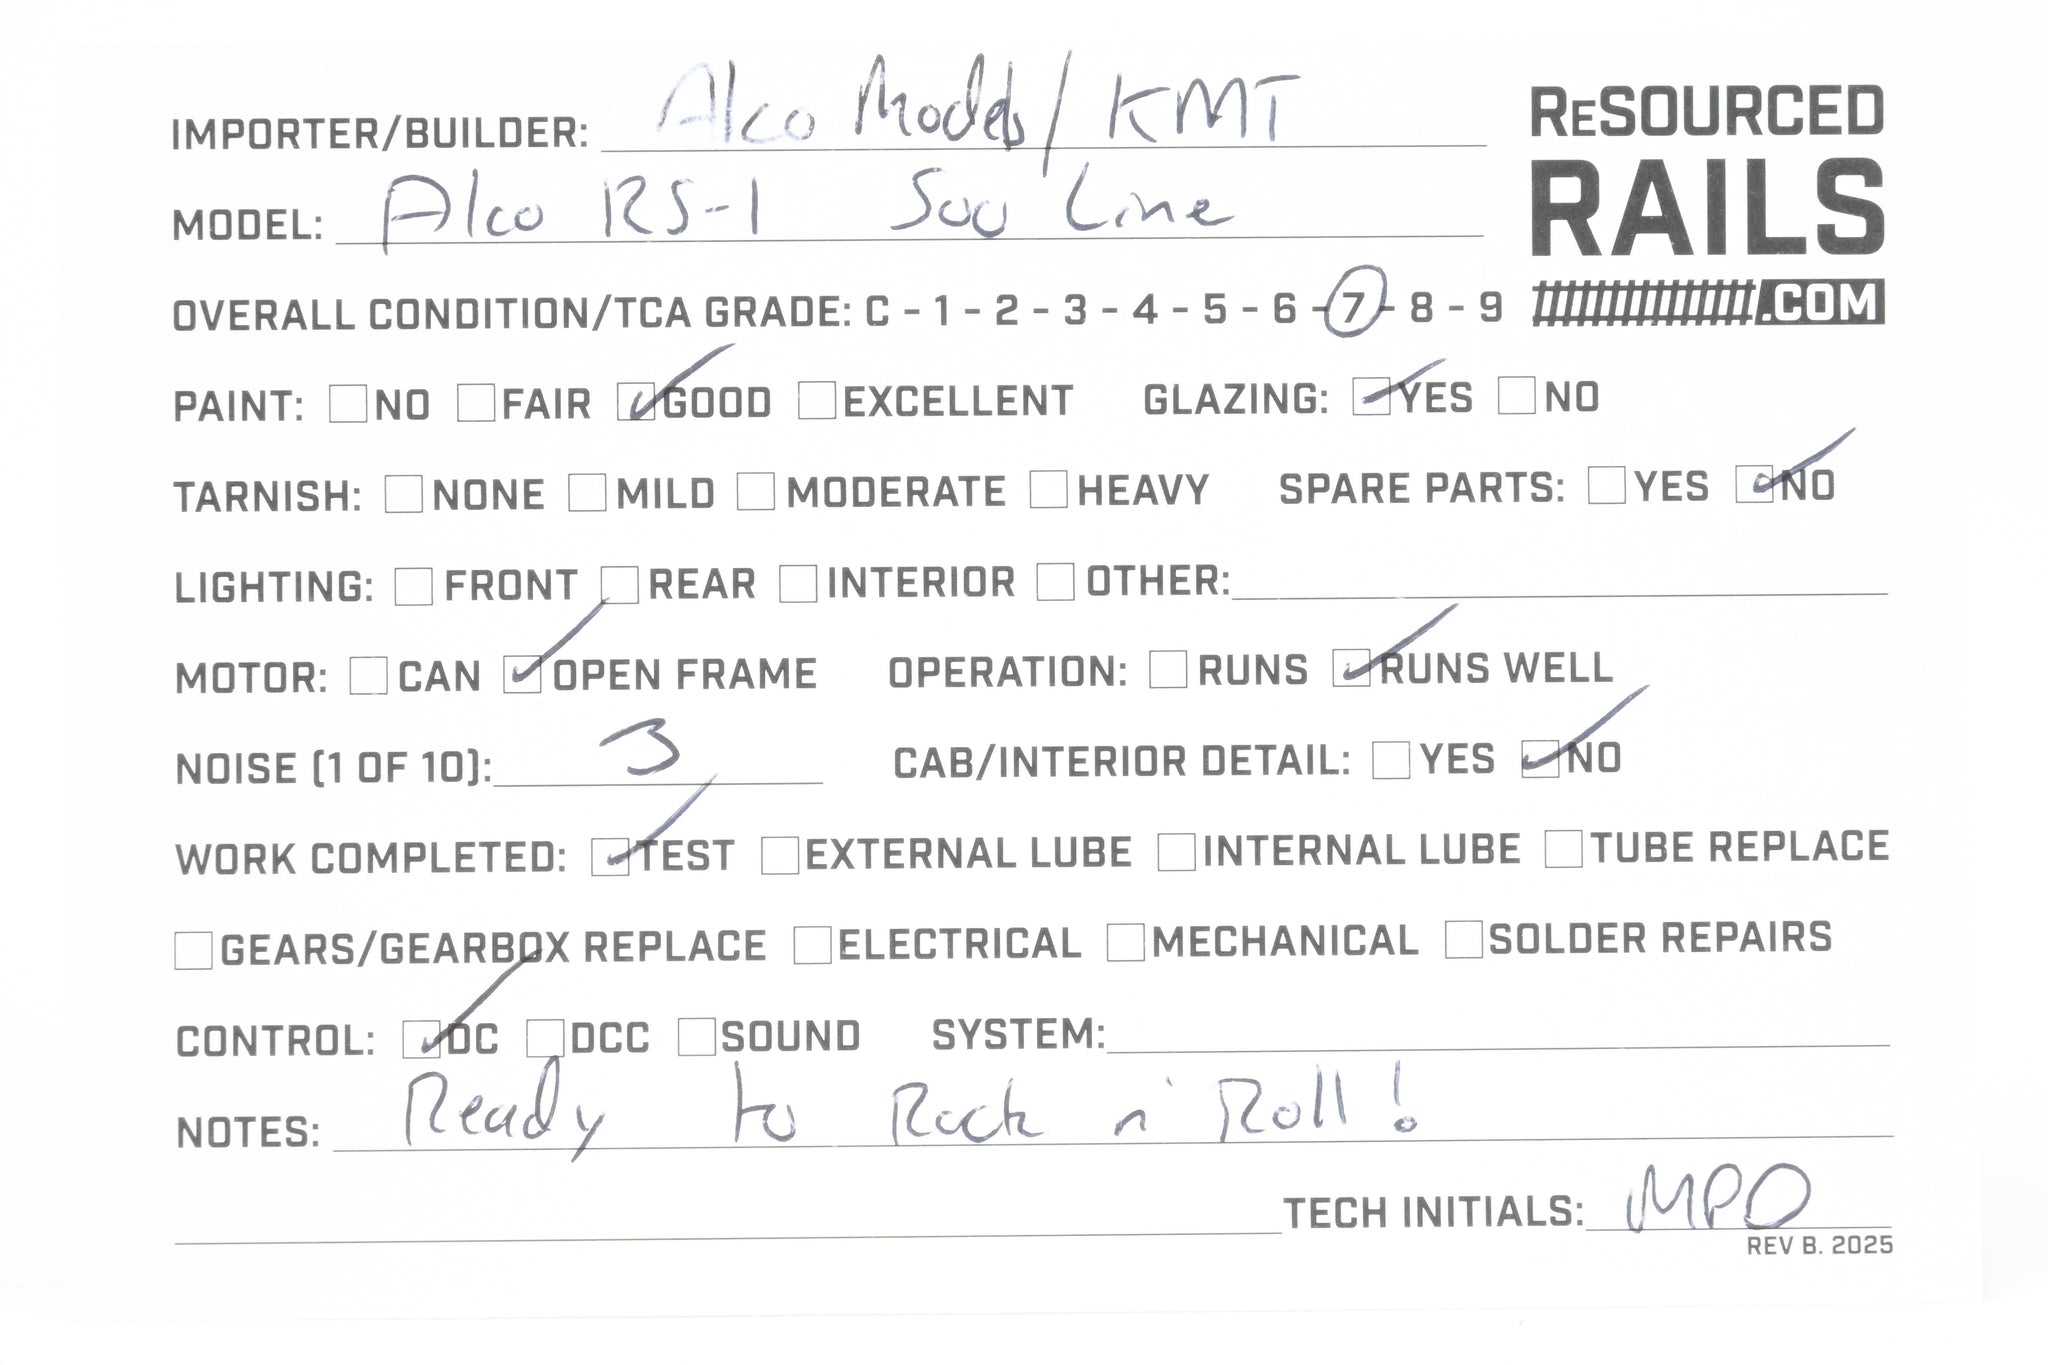 IMPORTER/BUILDER: Alco Models/KMT
MODEL: Alco RS-1 Soo Line
RESOURCED
RAILS
.COM
OVERALL CONDITION/TCA GRADE: C - 1 - 2 - 3 - 4 - 5 - 6 - 7 - 8 - 9
PAINT: NO FAIR GOOD EXCELLENT GLAZING: YES NO
TARNISH: NONE MILD MODERATE HEAVY SPARE PARTS: YES NO
LIGHTING: FRONT REAR INTERIOR OTHER:
MOTOR: CAN OPEN FRAME OPERATION: RUNS RUNS WELL
NOISE (1 OF 10): 3 CAB/INTERIOR DETAIL: YES NO
WORK COMPLETED: TEST EXTERNAL LUBE INTERNAL LUBE TUBE REPLACE
GEARS/GEARBOX REPLACE ELECTRICAL MECHANICAL SOLDER REPAIRS
CONTROL: DC DCC SOUND SYSTEM:
NOTES: Ready to Rock n' Roll!
TECH INITIALS: MPO
REV B. 2025